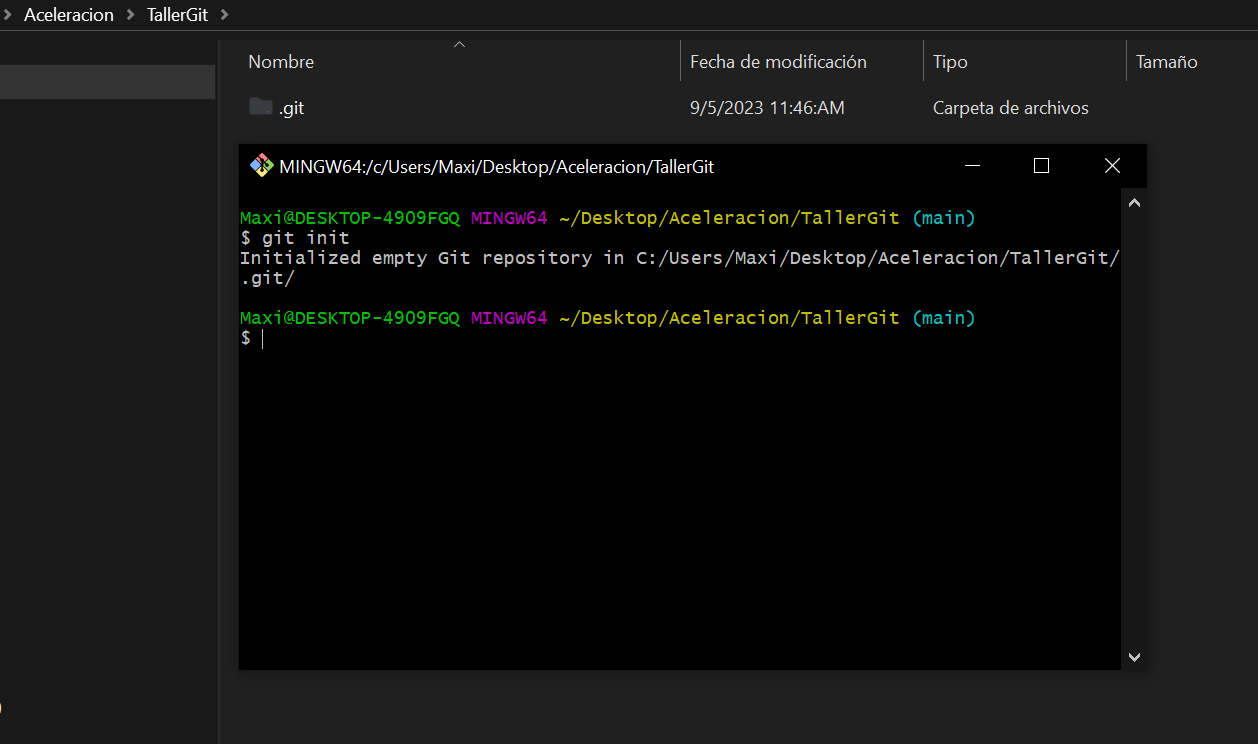 Aceleracion > TallerGit >
Nombre Fecha de modificación Tipo Tamaño
.git 9/5/2023 11:46:AM Carpeta de archivos
MINGW64:/c/Users/Maxi/Desktop/Aceleracion/TallerGit
Maxi@DESKTOP-4909FGQ MINGW64 ~/Desktop/Aceleracion/TallerGit (main)
$ git init
Initialized empty Git repository in C:/Users/Maxi/Desktop/Aceleracion/TallerGit/
.git/
Maxi@DESKTOP-4909FGQ MINGW64 ~/Desktop/Aceleracion/TallerGit (main)
$